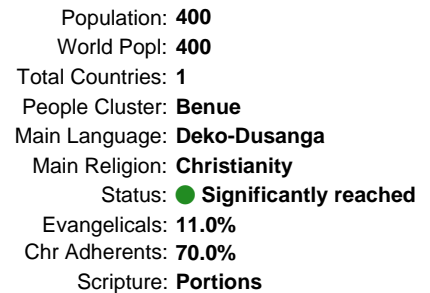 Population: 400
World Popl: 400
Total Countries: 1
People Cluster: Benue
Main Language: Deko-Dusanga
Main Religion: Christianity
Status: Significantly reached
Evangelicals: 11.0%
Chr Adherents: 70.0%
Scripture: Portions